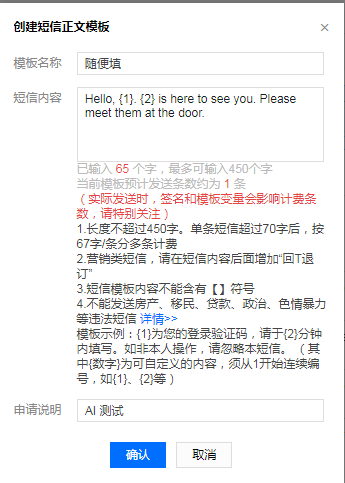 创建短信正文模板
×
模板名称
随便填
短信内容
Hello, {1}. {2} is here to see you. Please
meet them at the door.
已输入 65 个字，最多可输入450个字
当前模板预计发送条数约为 1 条
（实际发送时，签名和模板变量会影响计费条
数，请特别关注）
1.长度不超过450字。单条短信超过70字后，按
67字/条分多条计费
2.营销类短信，请在短信内容后面增加“回T退
订”
3.短信模板内容不能含有【】符号
4.不能发送房产、移民、贷款、政治、色情暴力
等违法短信 详情>>
模板示例：{1}为您的登录验证码，请于{2}分钟
内填写。如非本人操作，请忽略本短信。（其
中{数字}为可自定义的内容，须从1开始连续编
号，如{1}、{2}等）
申请说明
AI 测试
确认
取消